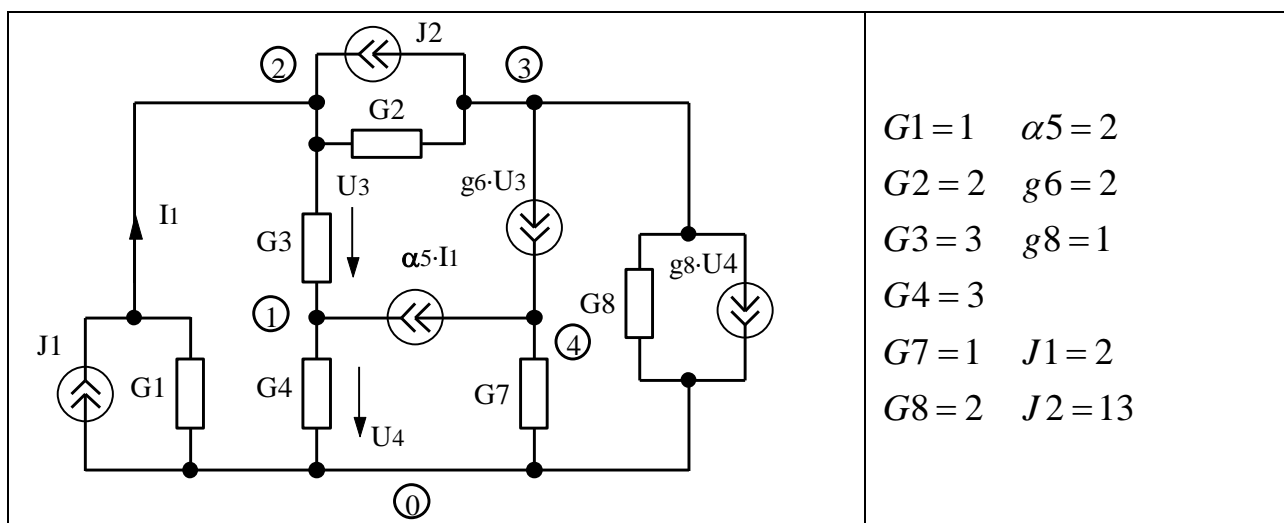 J2
2
3
G2
U3
g6·U3
I1
G3
α5·I1
g8·U4
G8
1
4
J1
G1
G4
G7
U4
0
G1=1 α5=2
G2=2 g6=2
G3=3 g8=1
G4=3
G7=1 J1=2
G8=2 J2=13